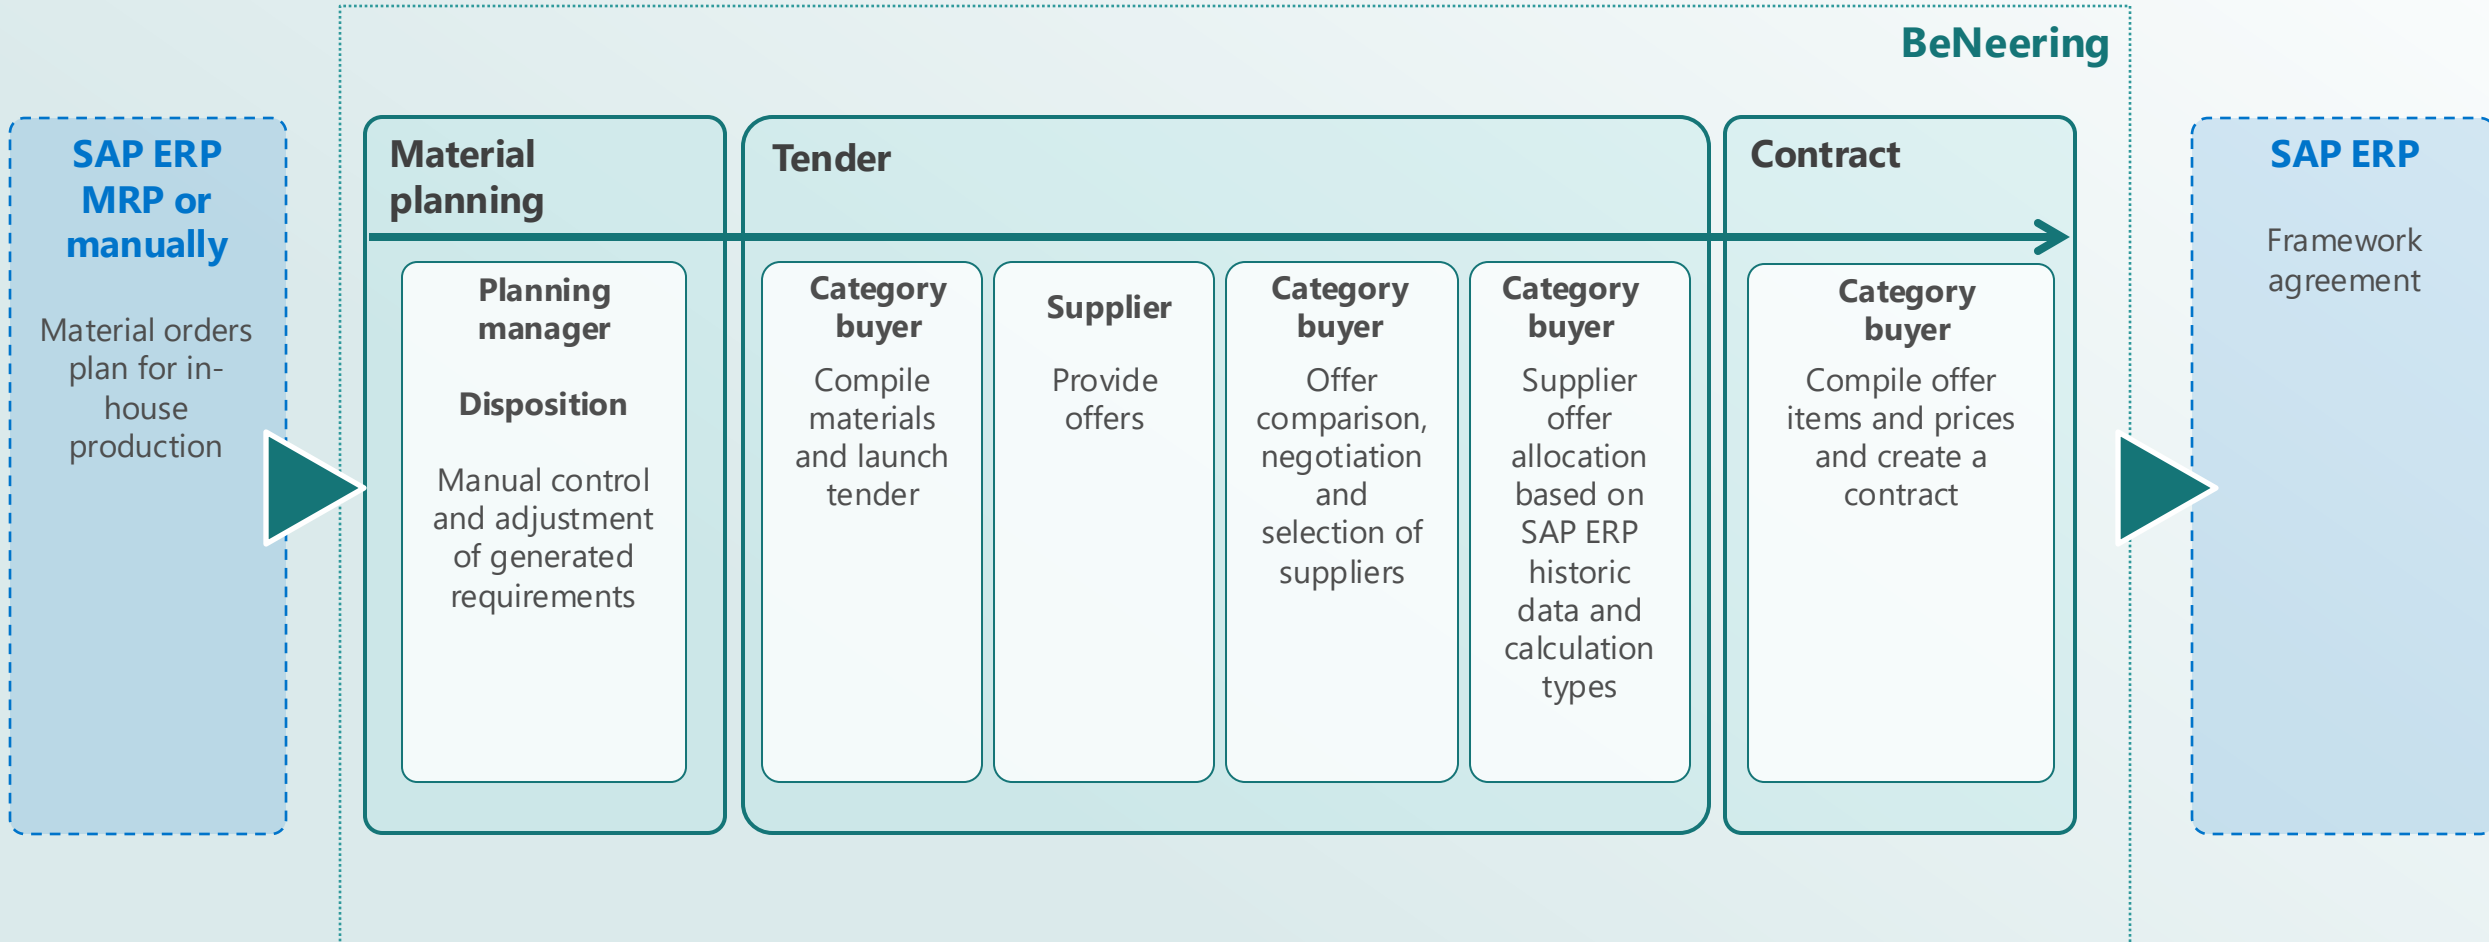 BeNeering
SAP ERP
MRP or
manually
Material orders
plan for in-
house
production
Material
planning
Planning
manager
Disposition
Manual control
and adjustment
of generated
requirements
Tender
Category
buyer
Compile
materials
and launch
tender
Supplier
Provide
offers
Category
buyer
Offer
comparison,
negotiation
and
selection of
suppliers
Category
buyer
Supplier
offer
allocation
based on
SAP ERP
historic
data and
calculation
types
Contract
Category
buyer
Compile offer
items and prices
and create a
contract
SAP ERP
Framework
agreement